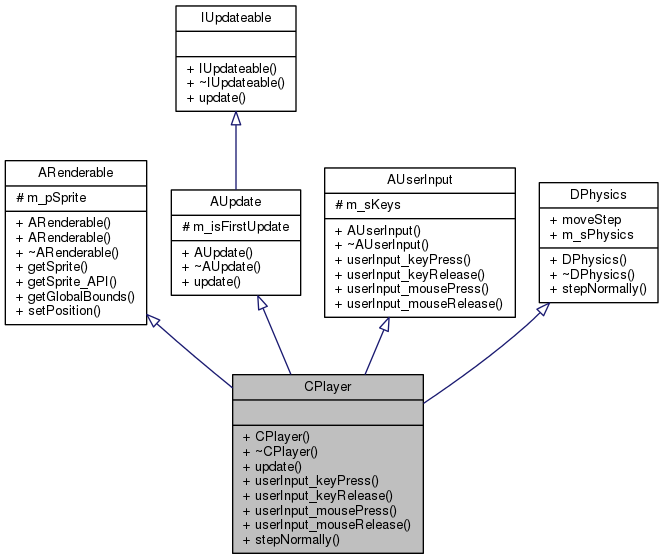 IUpdateable
+ IUpdateable()
+ ~IUpdateable()
+ update()
ARenderable
# m_pSprite
+ ARenderable()
+ ARenderable()
+ ~ARenderable()
+ getSprite()
+ getSprite_API()
+ getGlobalBounds()
+ setPosition()
AUpdate
# m_isFirstUpdate
+ AUpdate()
+ ~AUpdate()
+ update()
AUserInput
# m_sKeys
+ AUserInput()
+ ~AUserInput()
+ userInput_keyPress()
+ userInput_keyRelease()
+ userInput_mousePress()
+ userInput_mouseRelease()
DPhysics
+ moveStep
+ m_sPhysics
+ DPhysics()
+ ~DPhysics()
+ stepNormally()
CPlayer
+ CPlayer()
+ ~CPlayer()
+ update()
+ userInput_keyPress()
+ userInput_keyRelease()
+ userInput_mousePress()
+ userInput_mouseRelease()
+ stepNormally()